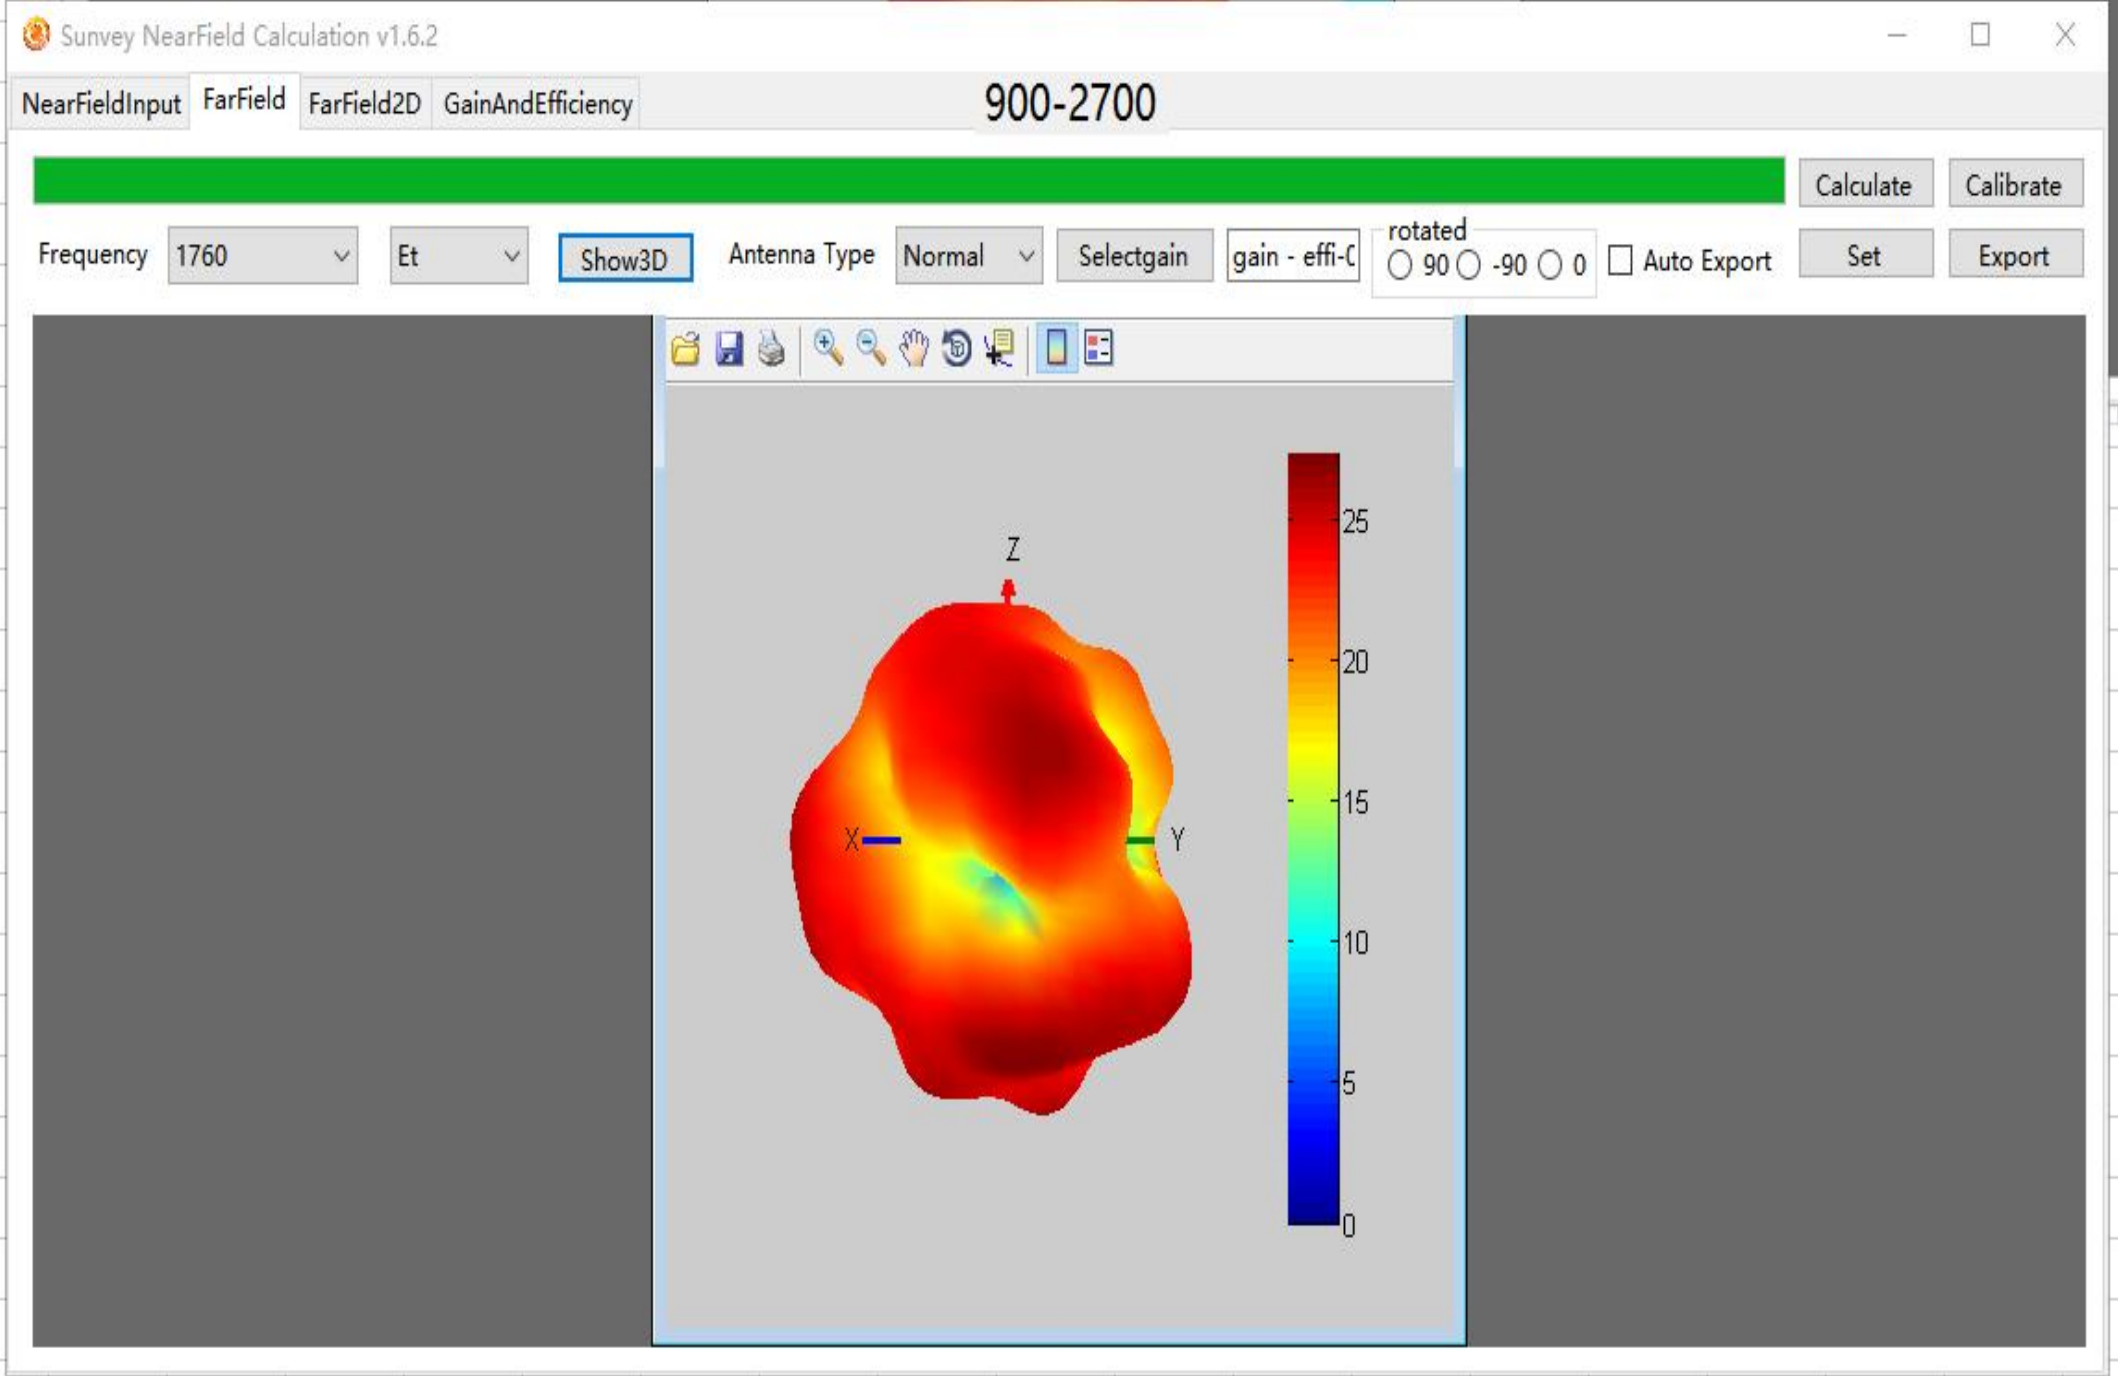 Sunvey NearField Calculation v1.6.2
NearFieldInput FarField FarField2D GainAndEfficiency 900-2700
Calculate Calibrate
Frequency 1760 Et Show3D Antenna Type Normal Selectgain gain - effi-C rotated 90 -90 0 Auto Export Set Export
25
Z
20
15
X Y
10
5
0